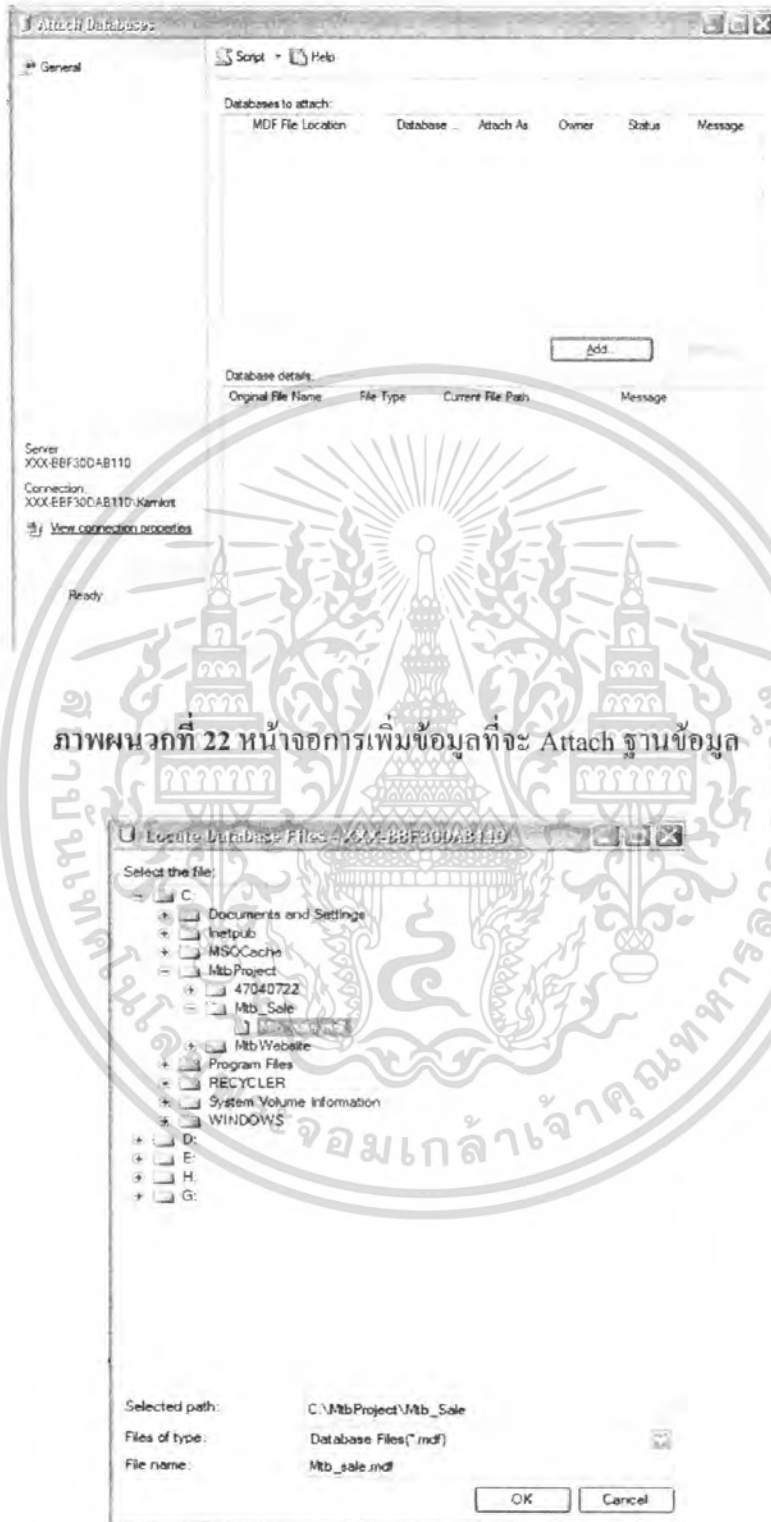 Attach Databases
General
Script Help
Databases to attach:
MDF File Location Database ... Attach As Owner Status Message
Add...
Database details:
Orginal File Name File Type Current File Path Message
Server
XXX-BBF30DAB110
Connection:
XXX-BBF30DAB110\Kamkrit
View connection properties
Ready
ภาพผนวกที่ 22 หน้าจอการเพิ่มข้อมูลที่จะ Attach ฐานข้อมูล
Locate Database Files - XXX-BBF30DAB110
Select the file:
C:
Documents and Settings
Inetpub
MSOCache
MtbProject
47040722
Mtb_Sale
MtbWebsite
Program Files
RECYCLER
System Volume Information
WINDOWS
D:
E:
H:
G:
Selected path: C:\MtbProject\Mtb_Sale
Files of type: Database Files(*.mdf)
File name: Mtb_sale.mdf
OK Cancel